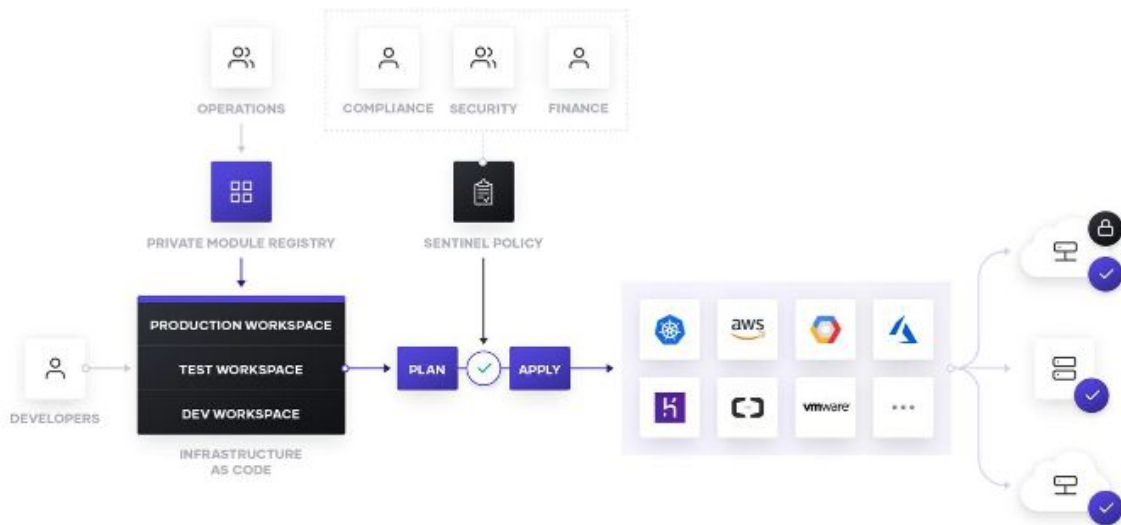 OPERATIONS
COMPLIANCE
SECURITY
FINANCE
PRIVATE MODULE REGISTRY
SENTINEL POLICY
PRODUCTION WORKSPACE
TEST WORKSPACE
DEV WORKSPACE
DEVELOPERS
INFRASTRUCTURE
AS CODE
PLAN
APPLY
aws
vmware